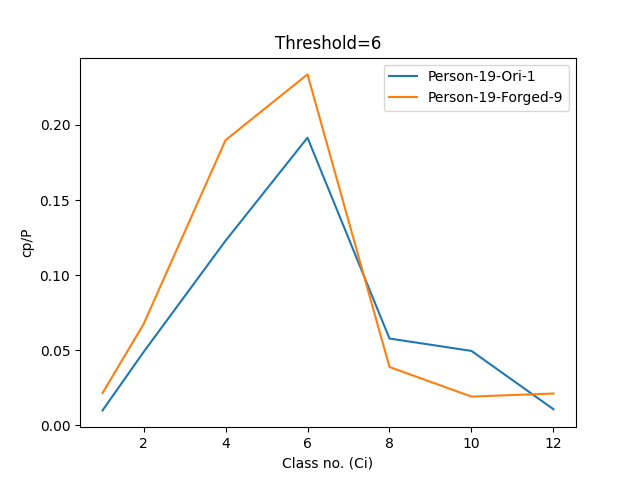 Threshold=6
Person-19-Ori-1
Person-19-Forged-9
cp/P
0.20
0.15
0.10
0.05
0.00
2 4 6 8 10 12
Class no. (Ci)